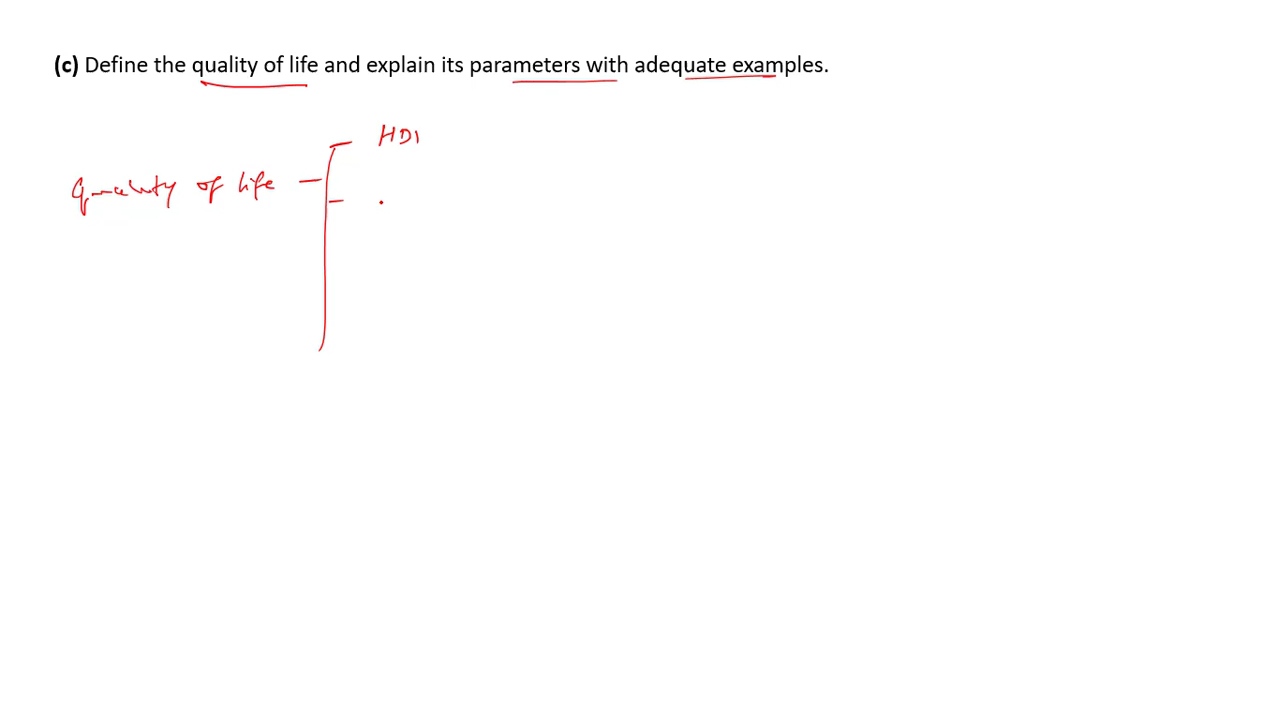 (c) Define the quality of life and explain its parameters with adequate examples.
HDI
Quality of life